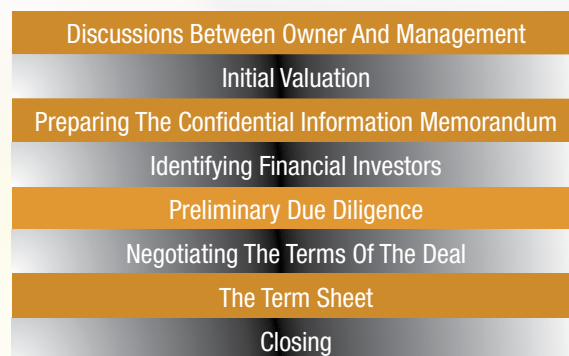 Discussions Between Owner And Management
Initial Valuation
Preparing The Confidential Information Memorandum
Identifying Financial Investors
Preliminary Due Diligence
Negotiating The Terms Of The Deal
The Term Sheet
Closing